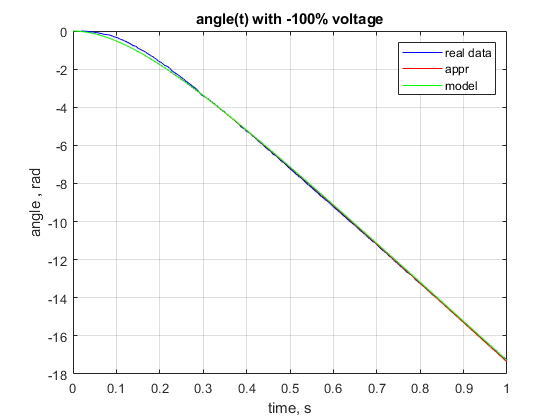 angle(t) with -100% voltage
real data
appr
model
0
-2
-4
-6
-8
-10
-12
-14
-16
-18
angle , rad
0 0.1 0.2 0.3 0.4 0.5 0.6 0.7 0.8 0.9 1
time, s